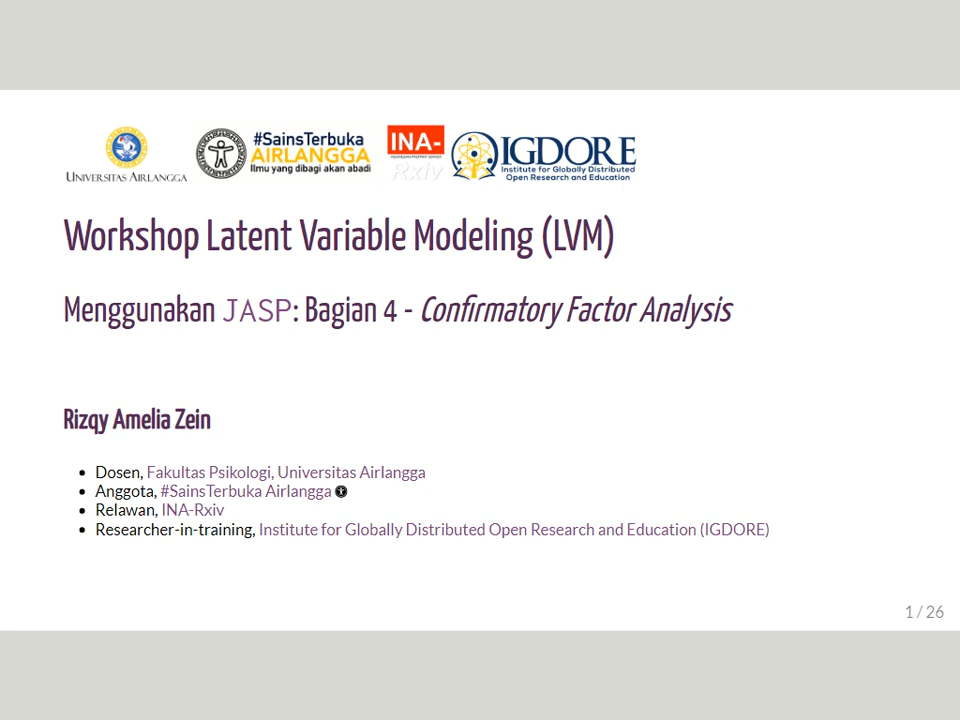 UNIVERSITAS AIRLANGGA
#SainsTerbuka
AIRLANGGA
Ilmu yang dibagi akan abadi
INA-
Rxiv
IGDORE
Institute for Globally Distributed
Open Research and Education
Workshop Latent Variable Modeling (LVM)
Menggunakan JASP: Bagian 4 - Confirmatory Factor Analysis
Rizqy Amelia Zein
• Dosen, Fakultas Psikologi, Universitas Airlangga
• Anggota, #SainsTerbuka Airlangga
• Relawan, INA-Rxiv
• Researcher-in-training, Institute for Globally Distributed Open Research and Education (IGDORE)
1 / 26